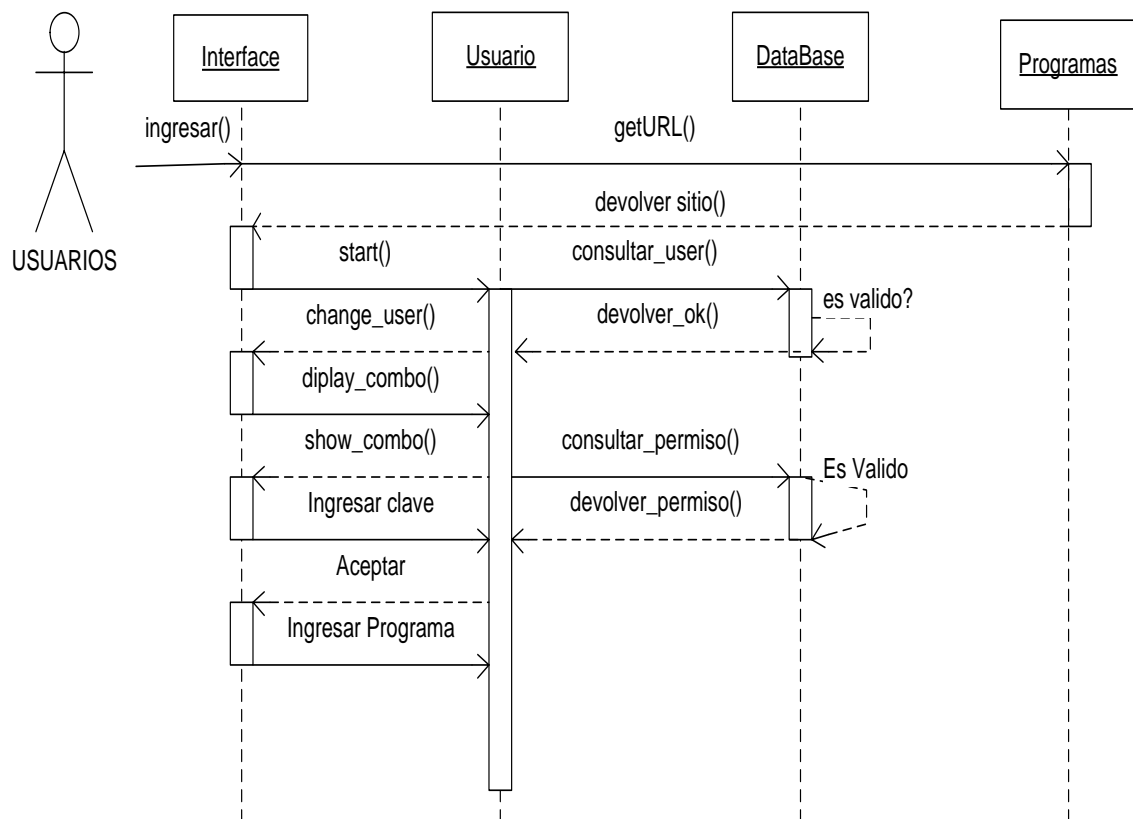 Interface
Usuario
DataBase
Programas
ingresar()
getURL()
devolver sitio()
USUARIOS
start()
consultar_user()
es valido?
change_user()
devolver_ok()
diplay_combo()
show_combo()
consultar_permiso()
Es Valido
Ingresar clave
devolver_permiso()
Aceptar
Ingresar Programa